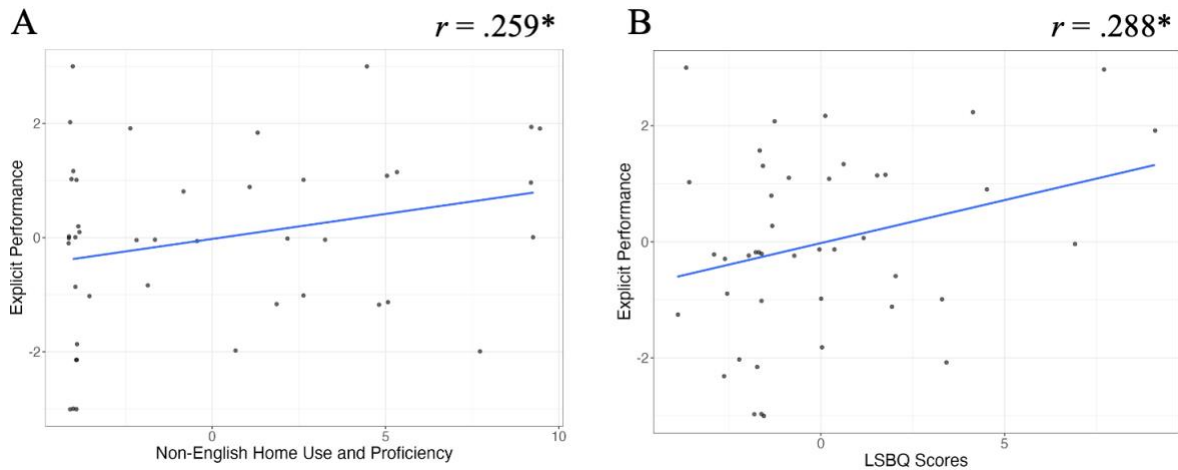 A
r = .259*
Explicit Performance
2
0
-2
0
5
10
Non-English Home Use and Proficiency
B
r = .288*
Explicit Performance
2
0
-2
0
5
LSBQ Scores